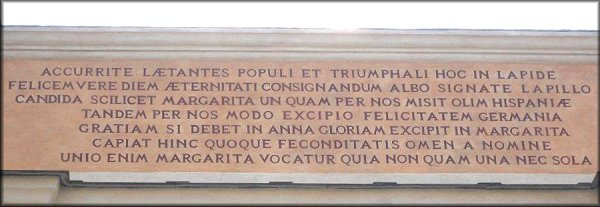 ACCURRITE LÆTANTES POPULI ET TRIUMPHALI HOC IN LAPIDE
FELICEM VERE DIEM ÆTERNITATI CONSIGNANDUM ALBO SIGNATE LAPILLO
CANDIDA SCILICET MARGARITA UN QUAM PER NOS MISIT OLIM HISPANIÆ
TANDEM PER NOS MODO EXCIPIO FELICITATEM GERMANIA
GRATIAM SI DEBET IN ANNA GLORIAM EXCIPIT IN MARGARITA
CAPIAT HINC QUOQUE FECONDITATIS OMEN A NOMINE
UNIO ENIM MARGARITA VOCATUR QUIA NON QUAM UNA NEC SOLA